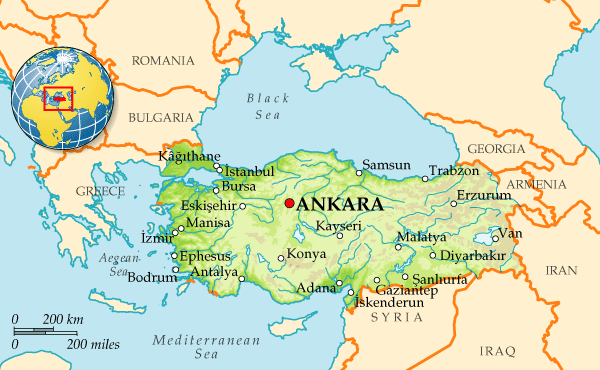 ROMANIA
Black
Sea
BULGARIA
GEORGIA
Kâğıthane
İstanbul
Samsun
Trabzon
ARMENIA
GREECE
Bursa
Erzurum
Eskişehir
ANKARA
Manisa
Kayseri
İzmir
Malatya
Van
Aegean
Sea
Ephesus
Konya
Diyarbakır
IRAN
Bodrum
Antalya
Adana
Şanlıurfa
Gaziantep
İskenderun
SYRIA
0 200 km
0 200 miles
Mediterranean
Sea
IRAQ